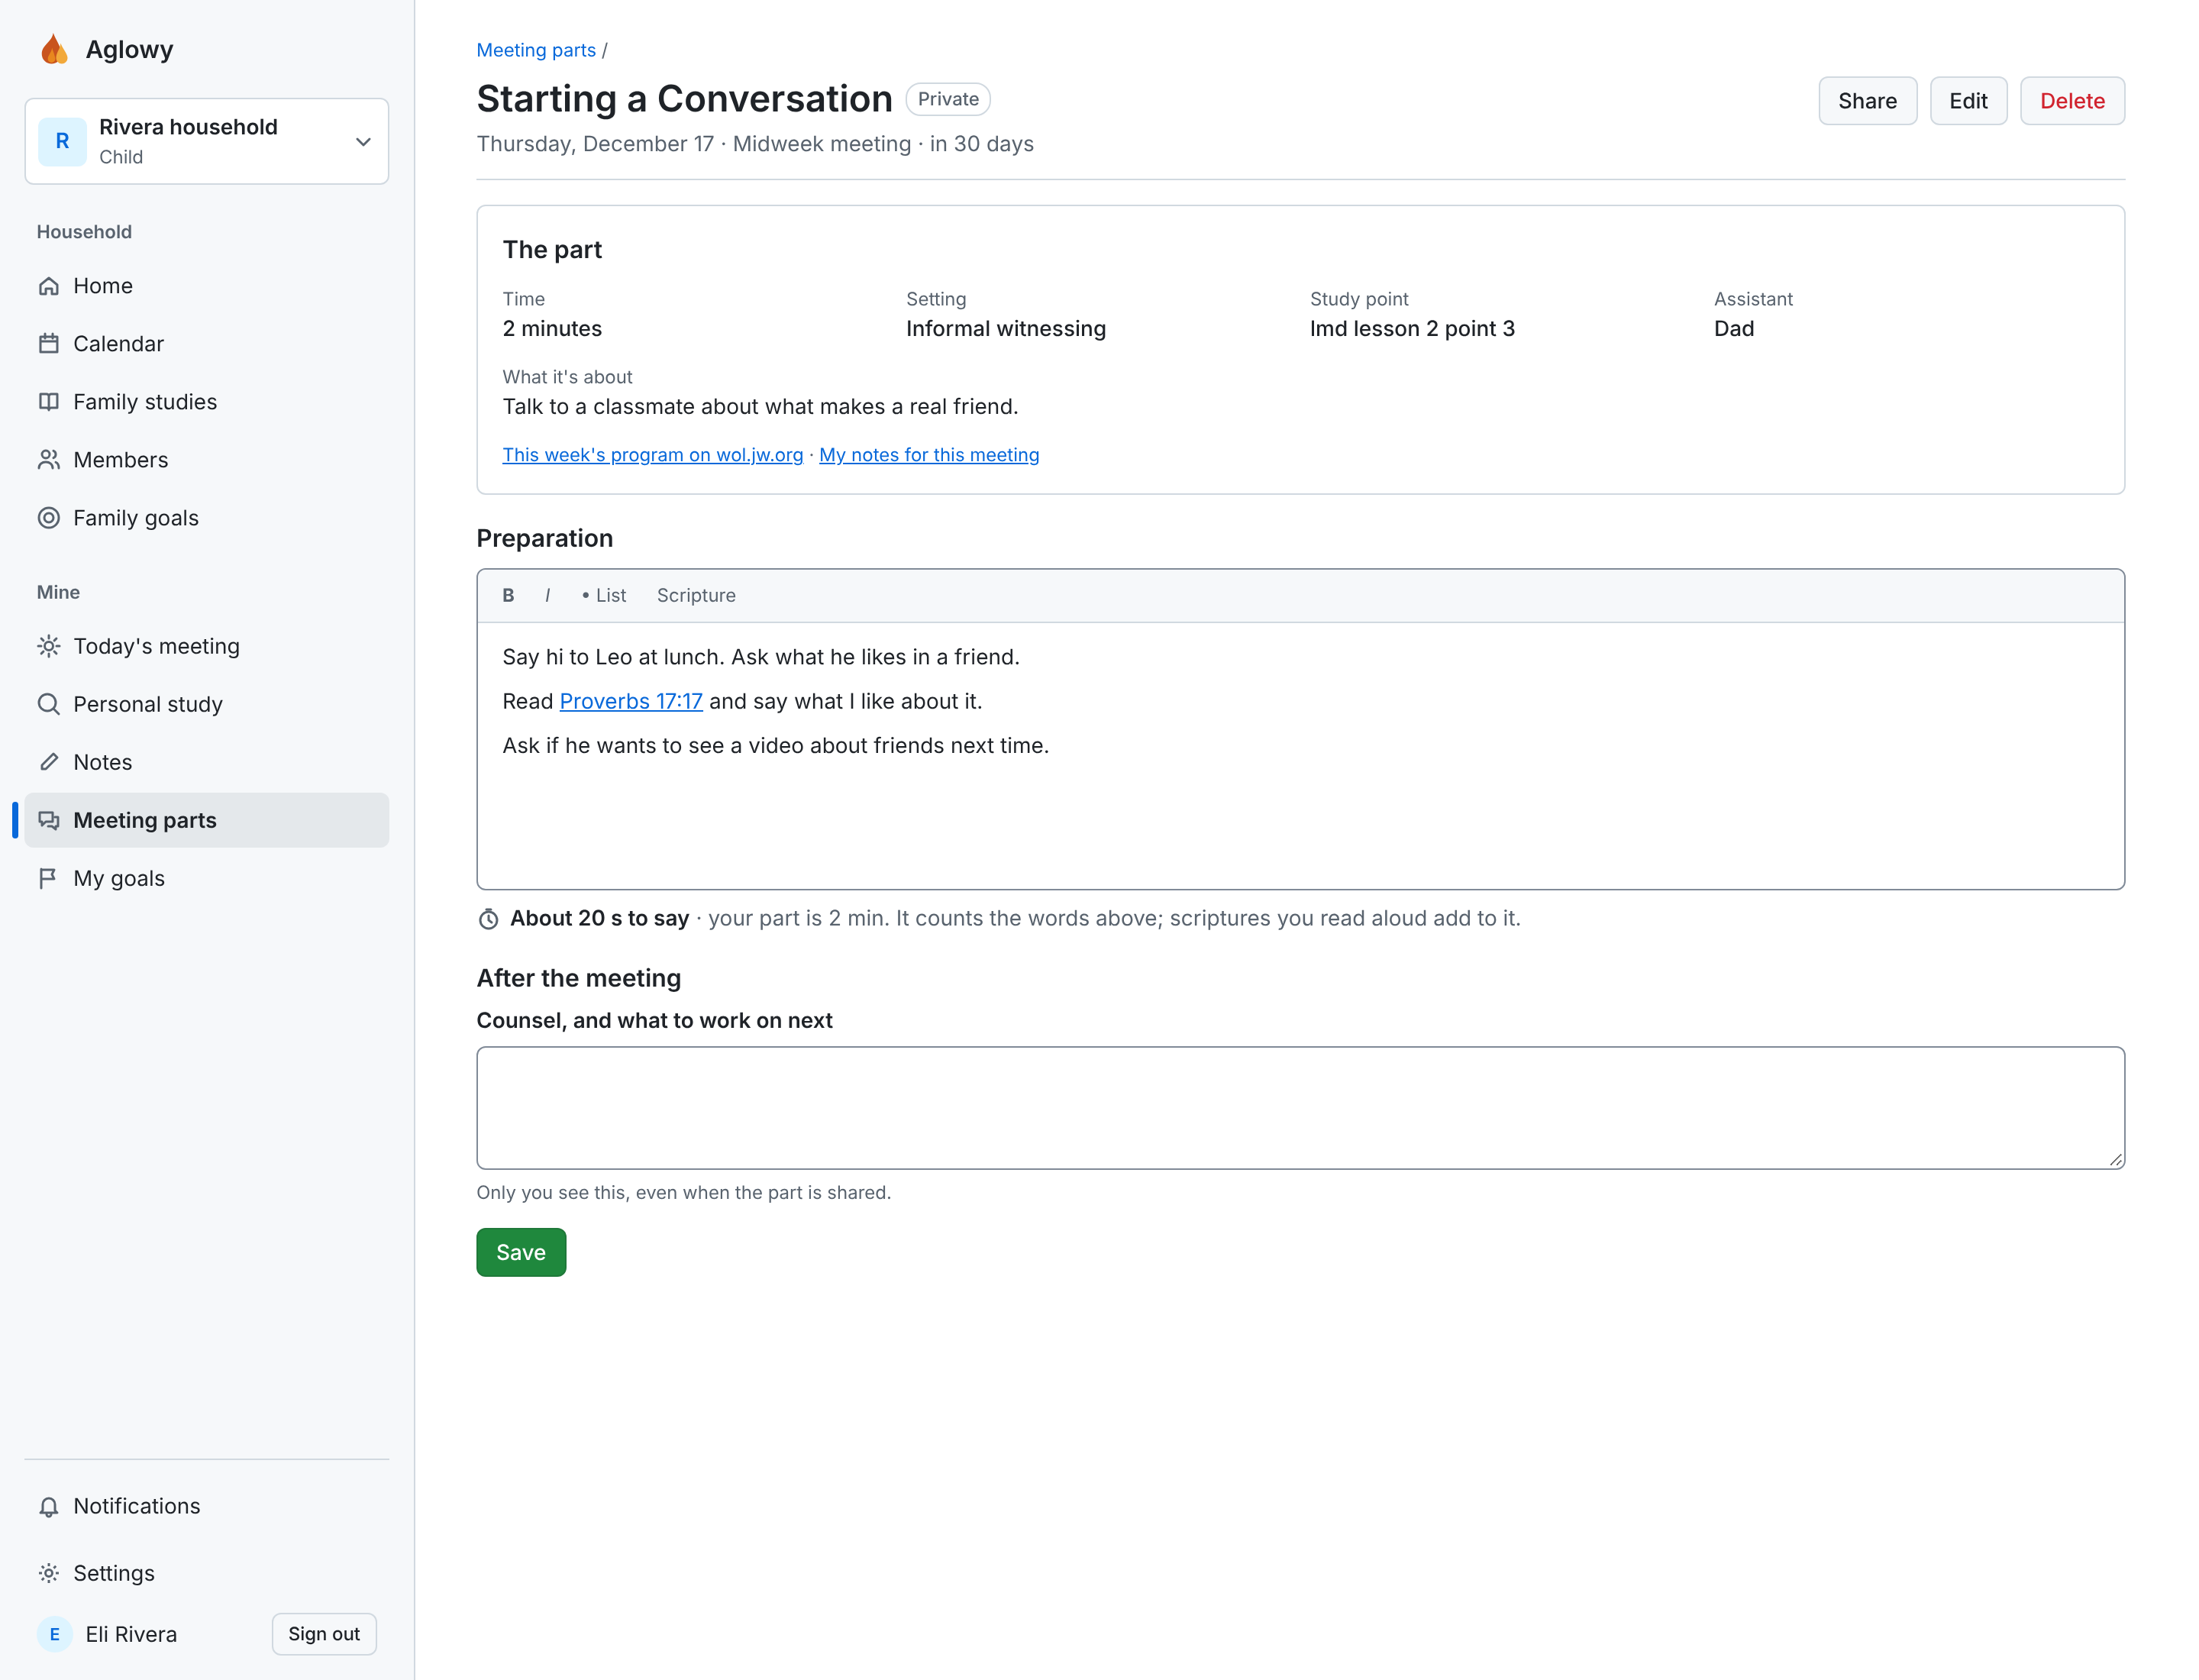 Aglowy
R
Rivera household
Child
Household
Home
Calendar
Family studies
Members
Family goals
Mine
Today's meeting
Personal study
Notes
Meeting parts
My goals
Notifications
Settings
E
Eli Rivera
Sign out
Meeting parts /
Starting a Conversation Private
Share Edit Delete
Thursday, December 17 · Midweek meeting · in 30 days
The part
Time Setting Study point Assistant
2 minutes Informal witnessing lmd lesson 2 point 3 Dad
What it's about
Talk to a classmate about what makes a real friend.
This week's program on wol.jw.org · My notes for this meeting
Preparation
B I • List Scripture
Say hi to Leo at lunch. Ask what he likes in a friend.
Read Proverbs 17:17 and say what I like about it.
Ask if he wants to see a video about friends next time.
About 20 s to say · your part is 2 min. It counts the words above; scriptures you read aloud add to it.
After the meeting
Counsel, and what to work on next
Only you see this, even when the part is shared.
Save